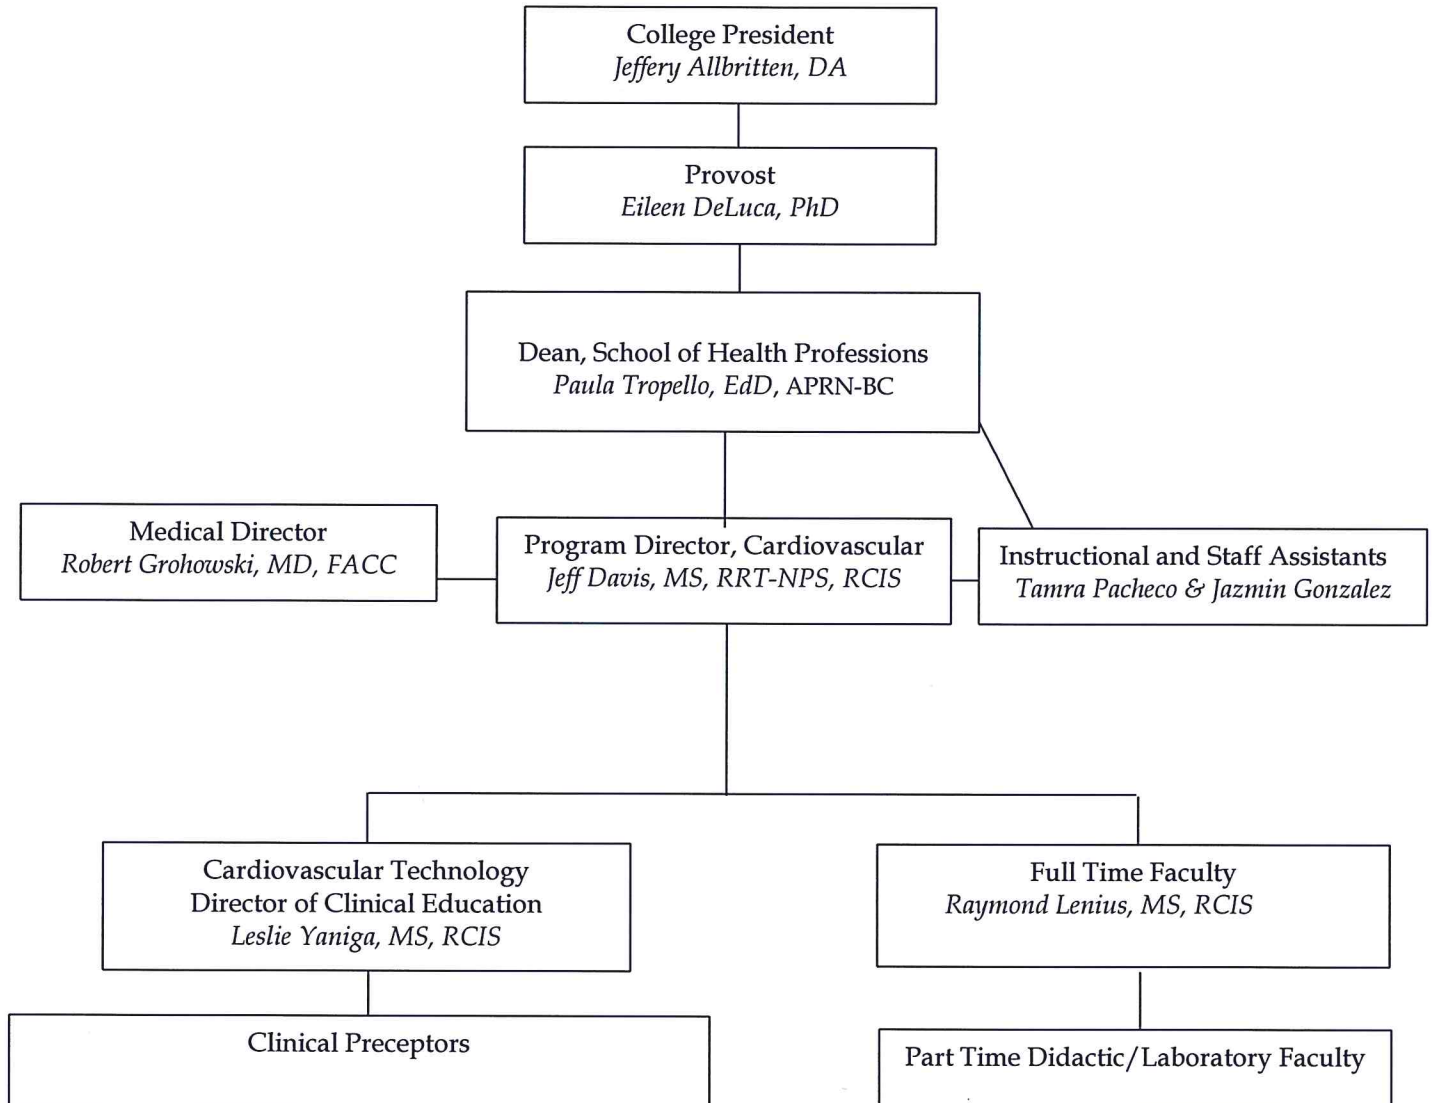 College President
Jeffery Allbritten, DA
Provost
Eileen DeLuca, PhD
Dean, School of Health Professions
Paula Tropello, EdD, APRN-BC
Medical Director
Robert Grohowski, MD, FACC
Program Director, Cardiovascular
Jeff Davis, MS, RRT-NPS, RCIS
Instructional and Staff Assistants
Tamra Pacheco & Jazmin Gonzalez
Cardiovascular Technology
Director of Clinical Education
Leslie Yaniga, MS, RCIS
Full Time Faculty
Raymond Lenius, MS, RCIS
Clinical Preceptors
Part Time Didactic/Laboratory Faculty